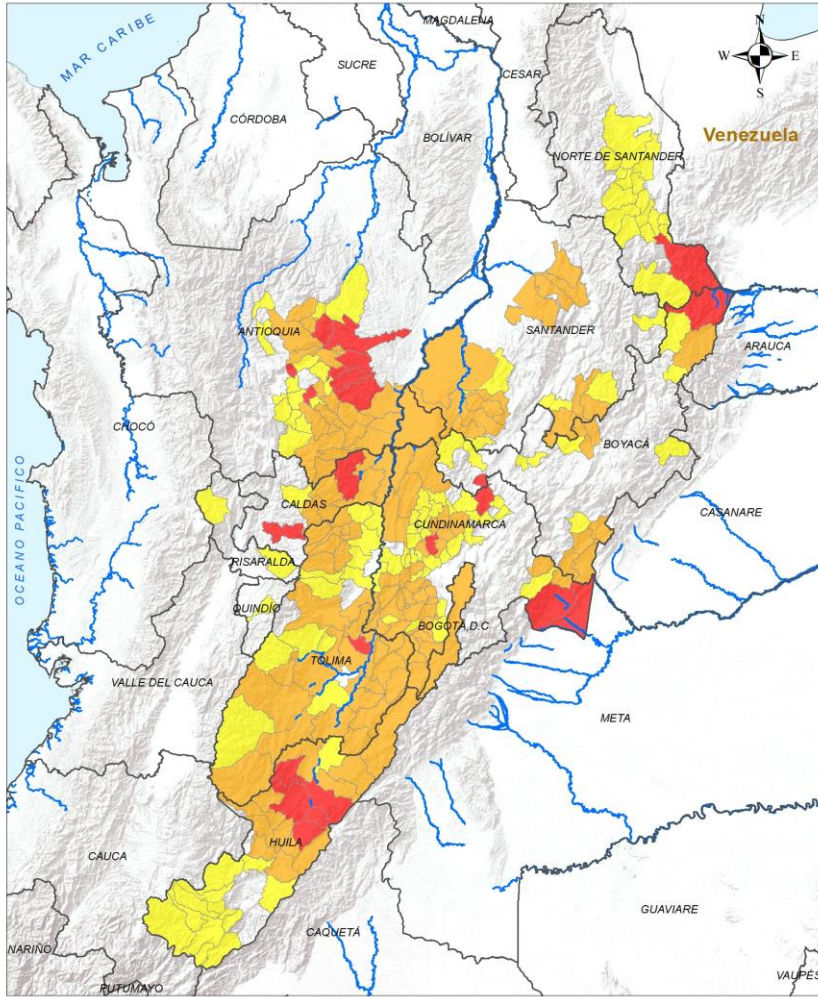 MAGDALENA
MAR CARIBE
N
W E
S
SUCRE
CESAR
CÓRDOBA
BOLÍVAR
Venezuela
NORTE DE SANTANDER
ANTIOQUIA
SANTANDER
ARAUCA
CHOCÓ
BOYACÁ
OCEANO PACIFICO
CALDAS
CUNDINAMARCA
CASANARE
RISARALDA
QUINDÍO
BOGOTÁ, D.C
TOLIMA
VALLE DEL CAUCA
META
HUILA
CAUCA
GUAVIARE
CAQUETÁ
NARIÑO
PUTUMAYO
VAUPÉS